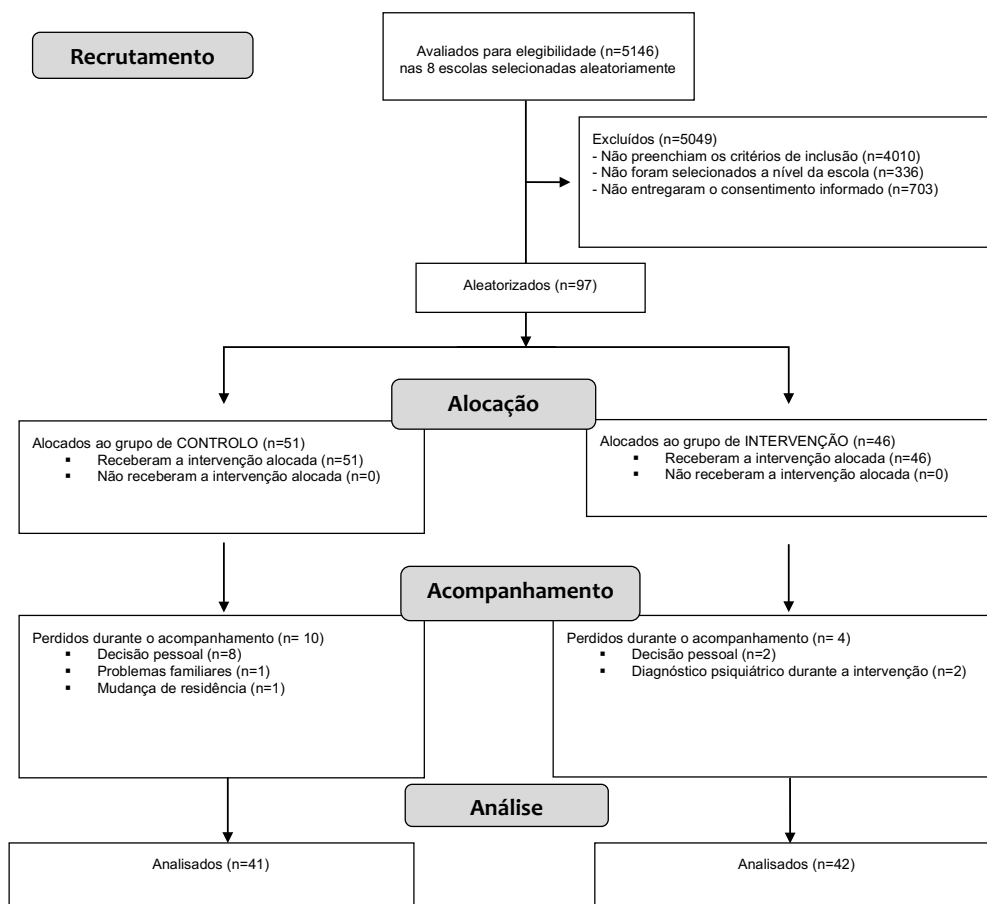 Recrutamento
Avaliados para elegibilidade (n=5146)
nas 8 escolas selecionadas aleatoriamente
Excluídos (n=5049)
- Não preenchiam os critérios de inclusão (n=4010)
- Não foram selecionados a nível da escola (n=336)
- Não entregaram o consentimento informado (n=703)
Aleatorizados (n=97)
Alocação
Alocados ao grupo de CONTROLO (n=51)
▪ Receberam a intervenção alocada (n=51)
▪ Não receberam a intervenção alocada (n=0)
Alocados ao grupo de INTERVENÇÃO (n=46)
▪ Receberam a intervenção alocada (n=46)
▪ Não receberam a intervenção alocada (n=0)
Acompanhamento
Perdidos durante o acompanhamento (n= 10)
▪ Decisão pessoal (n=8)
▪ Problemas familiares (n=1)
▪ Mudança de residência (n=1)
Perdidos durante o acompanhamento (n= 4)
▪ Decisão pessoal (n=2)
▪ Diagnóstico psiquiátrico durante a intervenção (n=2)
Análise
Analisados (n=41)
Analisados (n=42)